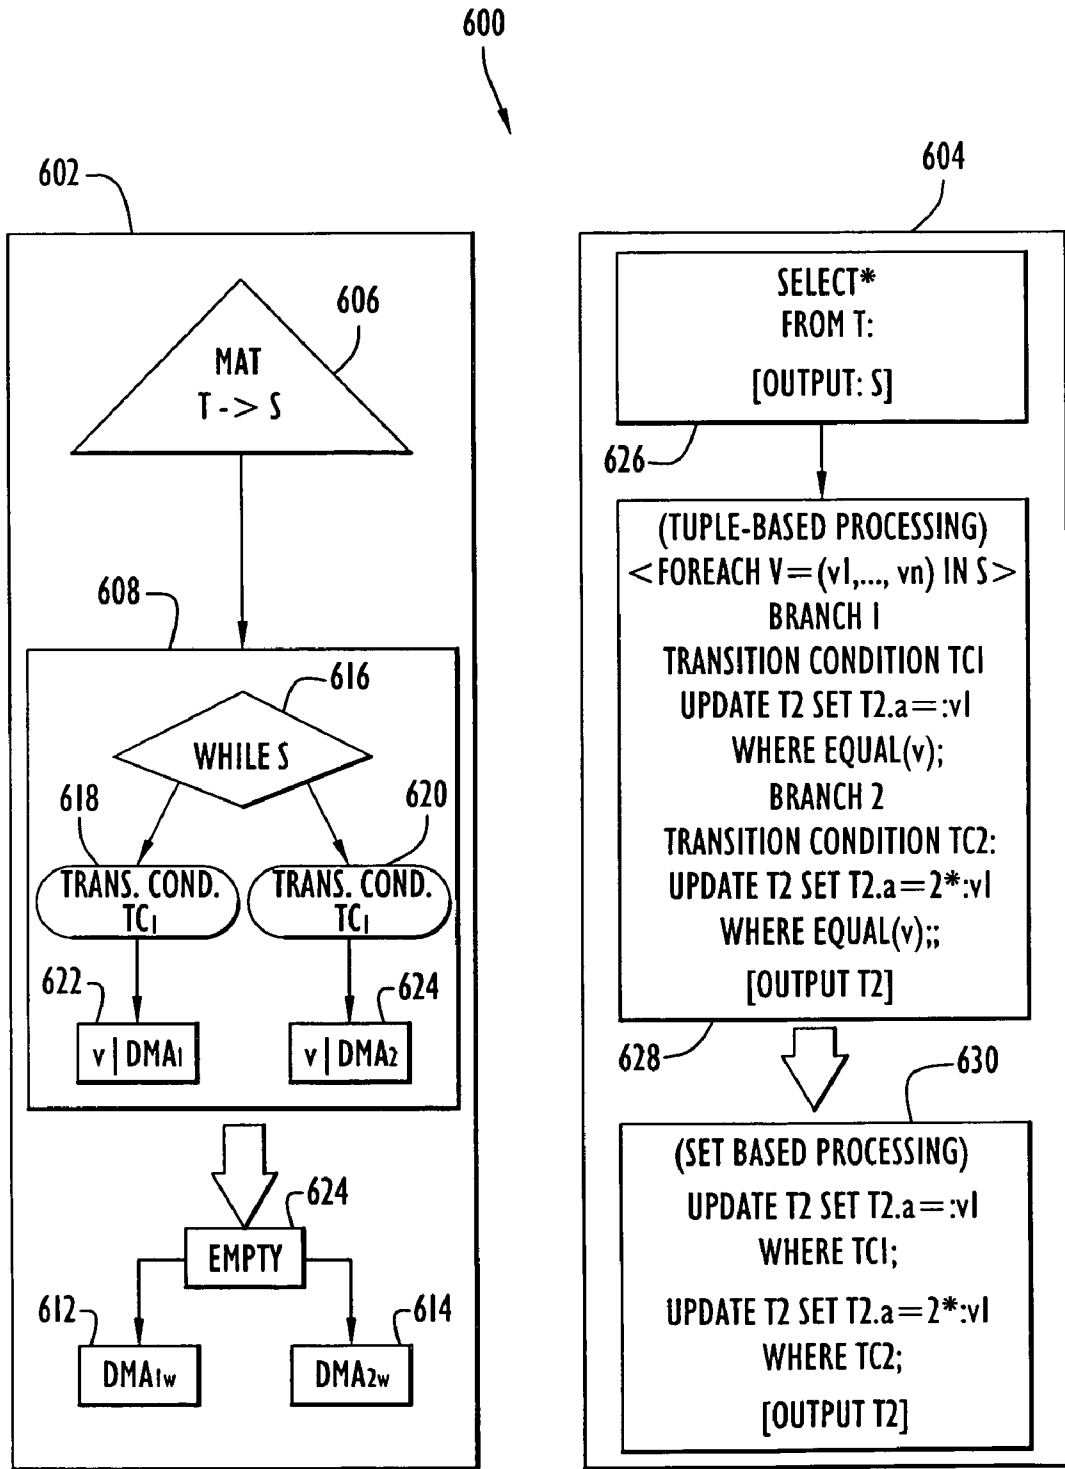 600
602
606
MAT
T -> S
608
616
WHILE S
618
620
TRANS. COND.
TC1
TRANS. COND.
TC1
622
624
v | DMA1
v | DMA2
624
EMPTY
612
614
DMA1w
DMA2w
604
SELECT*
FROM T:
[OUTPUT: S]
626
(TUPLE-BASED PROCESSING)
<FOREACH V=(v1,..., vn) IN S>
BRANCH 1
TRANSITION CONDITION TC1
UPDATE T2 SET T2.a=:v1
WHERE EQUAL(v);
BRANCH 2
TRANSITION CONDITION TC2:
UPDATE T2 SET T2.a=2*:v1
WHERE EQUAL(v);;
[OUTPUT T2]
628
630
(SET BASED PROCESSING)
UPDATE T2 SET T2.a=:v1
WHERE TC1;
UPDATE T2 SET T2.a=2*:v1
WHERE TC2;
[OUTPUT T2]